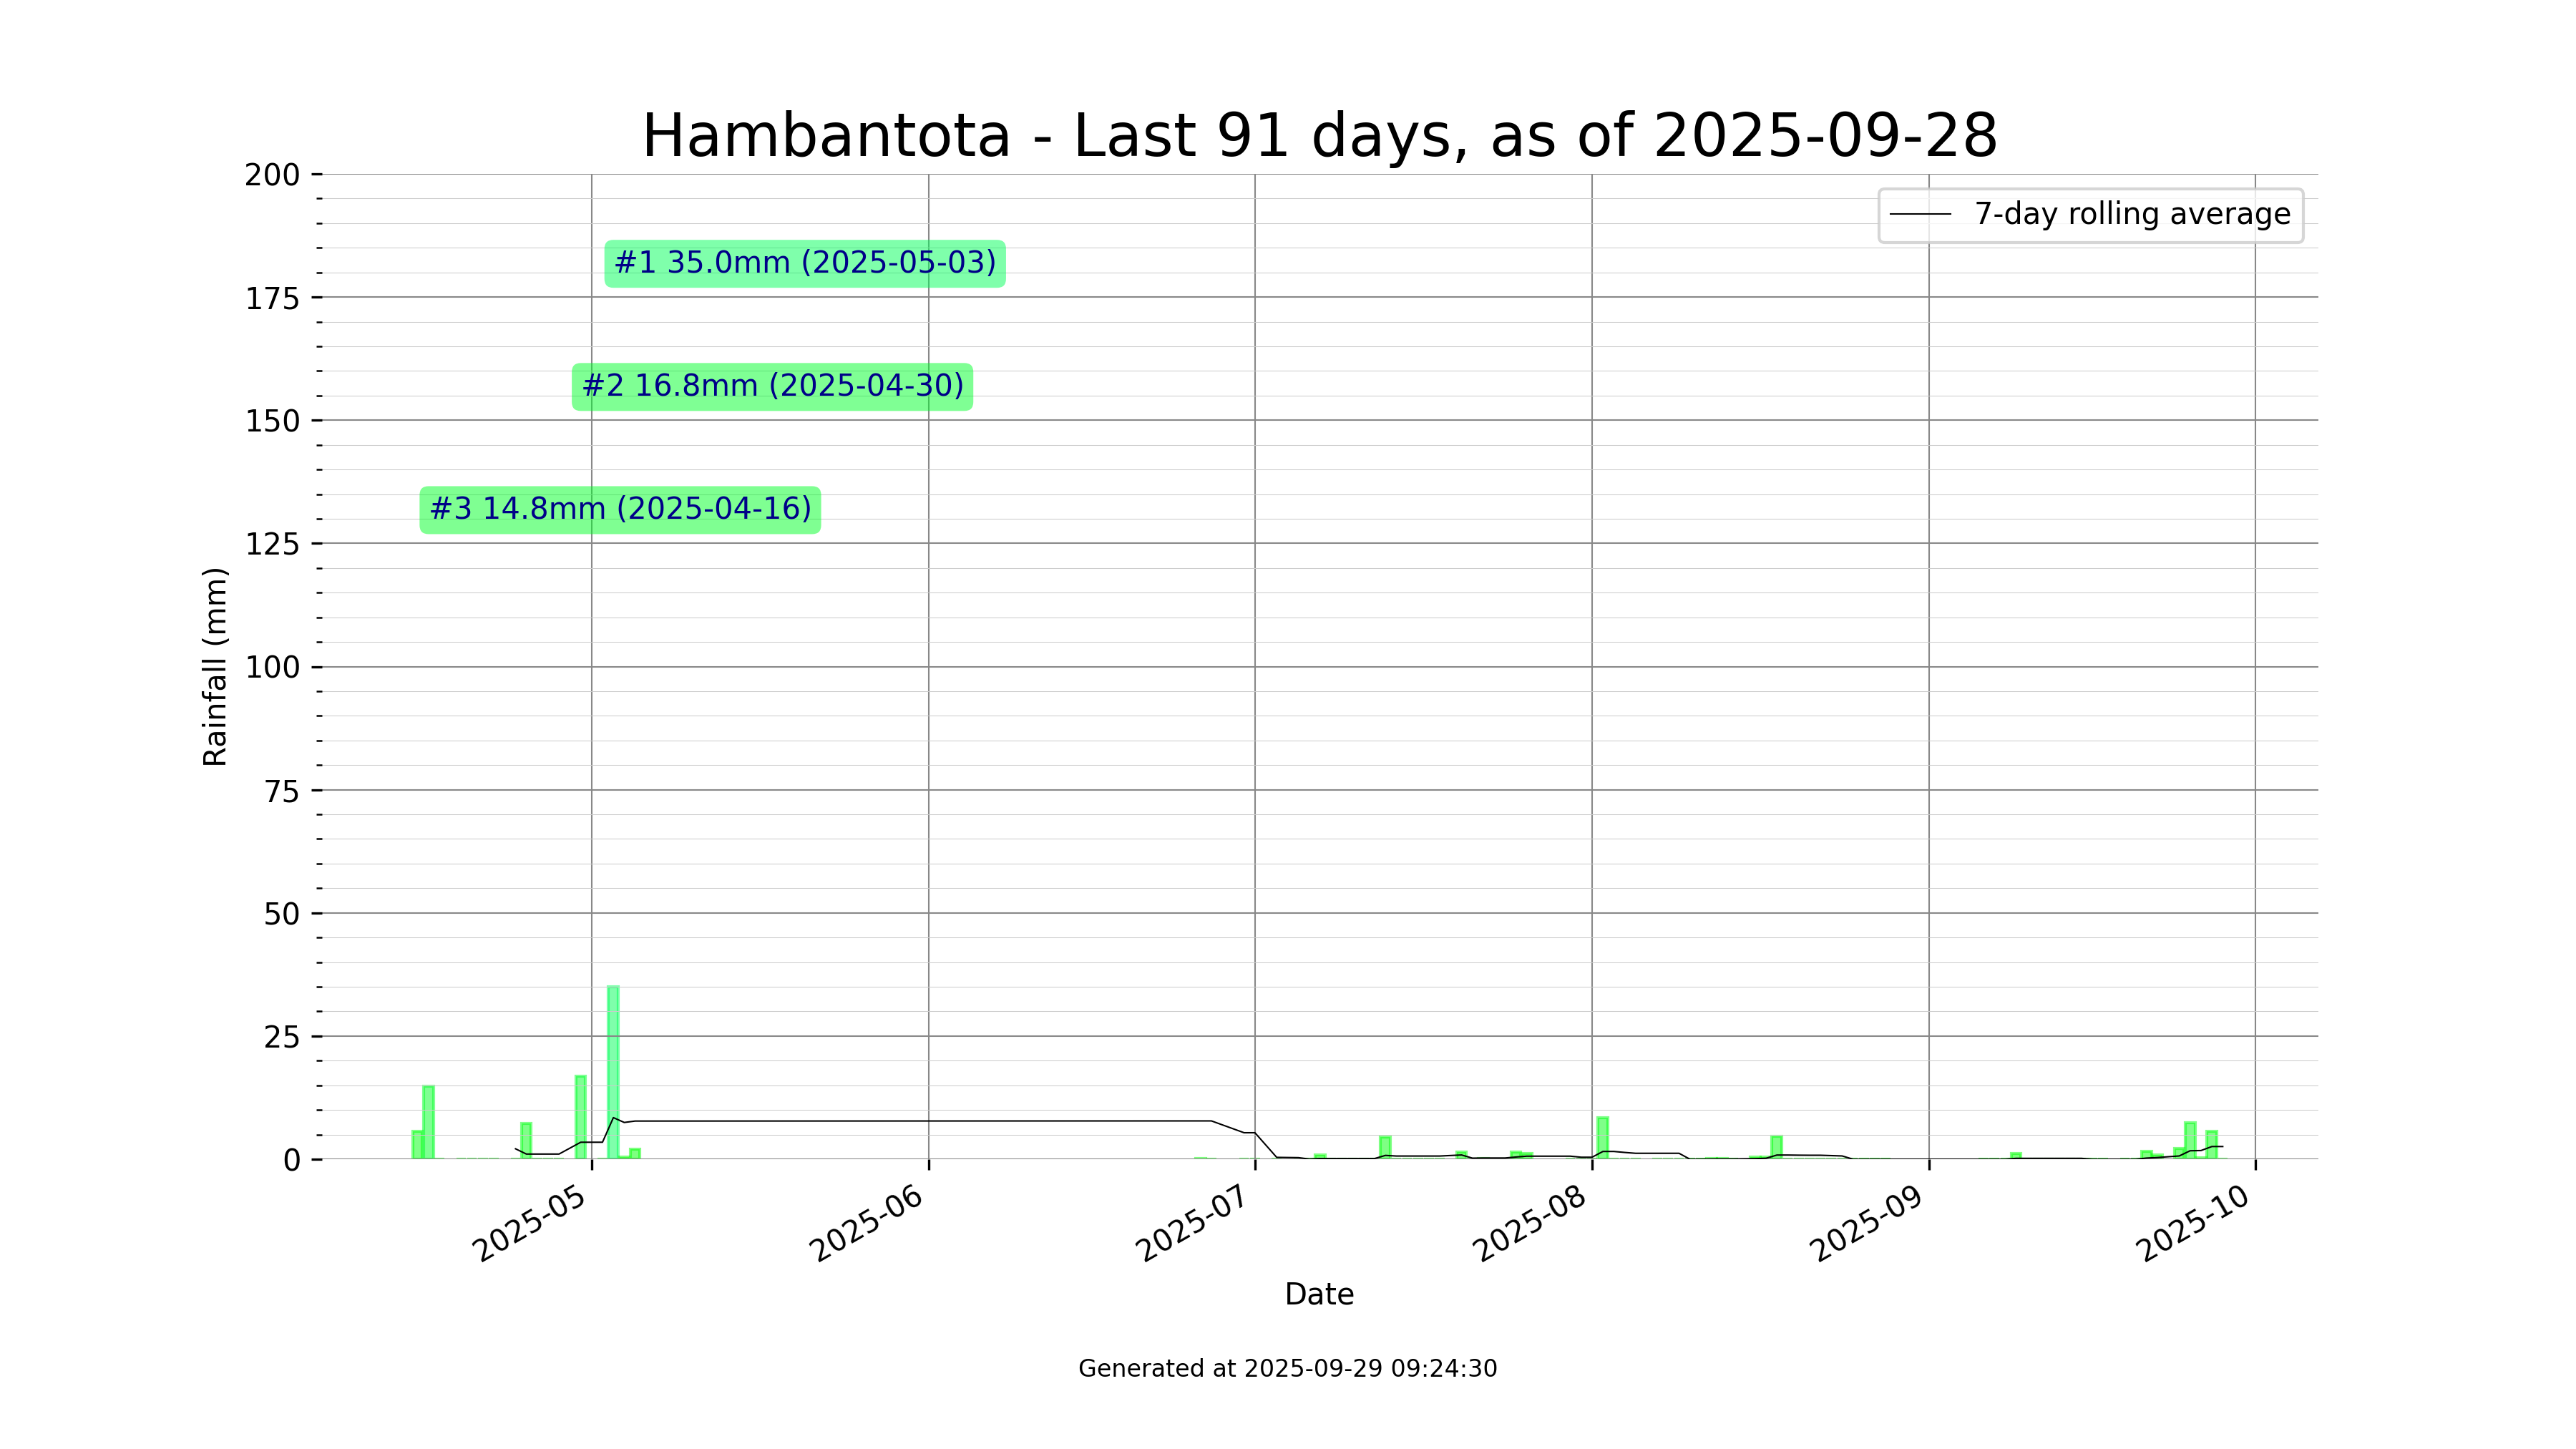 Hambantota - Last 91 days, as of 2025-09-28
7-day rolling average
#1 35.0mm (2025-05-03)
#2 16.8mm (2025-04-30)
#3 14.8mm (2025-04-16)
Rainfall (mm)
200
175
150
125
100
75
50
25
0
2025-05
2025-06
2025-07
2025-08
2025-09
2025-10
Date
Generated at 2025-09-29 09:24:30